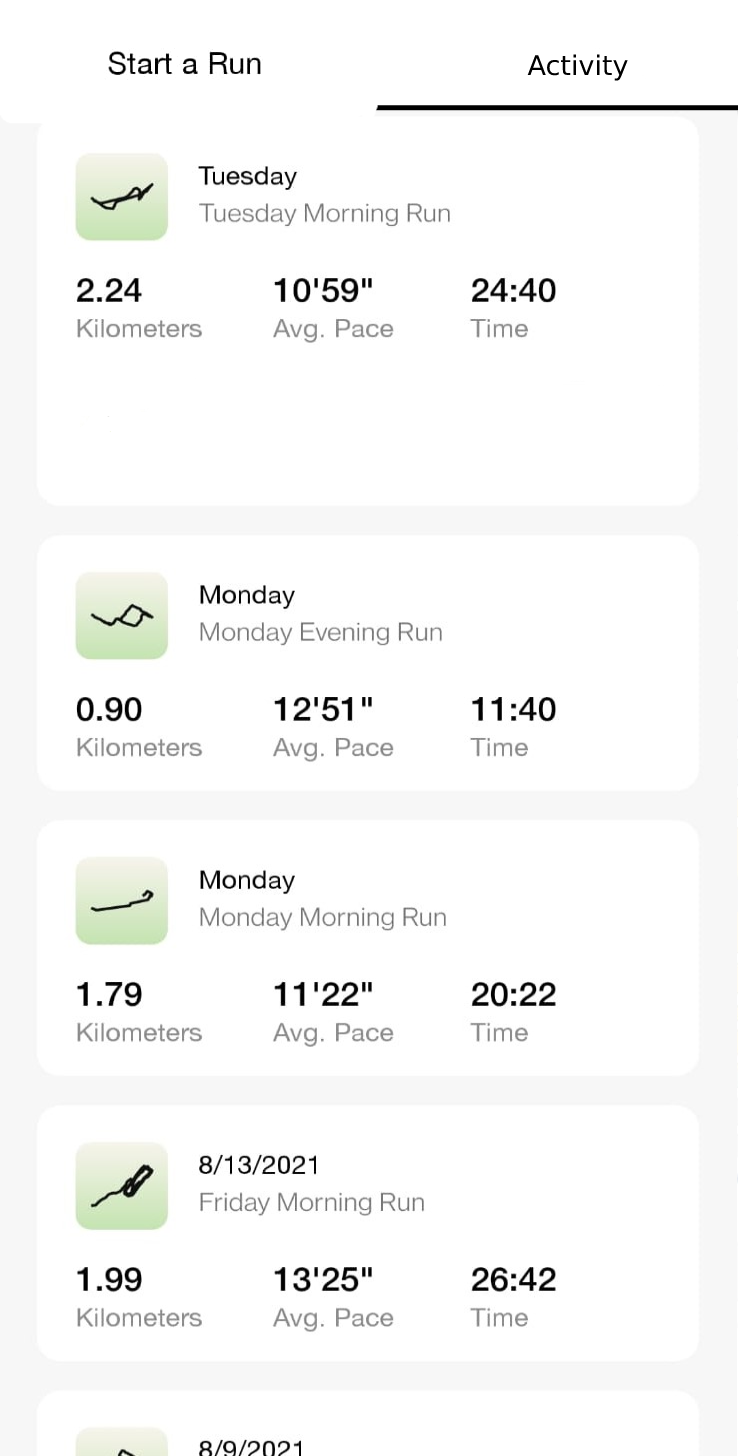 Start a Run Activity
Tuesday
Tuesday Morning Run
2.24 10'59" 24:40
Kilometers Avg. Pace Time
Monday
Monday Evening Run
0.90 12'51" 11:40
Kilometers Avg. Pace Time
Monday
Monday Morning Run
1.79 11'22" 20:22
Kilometers Avg. Pace Time
8/13/2021
Friday Morning Run
1.99 13'25" 26:42
Kilometers Avg. Pace Time
8/9/2021